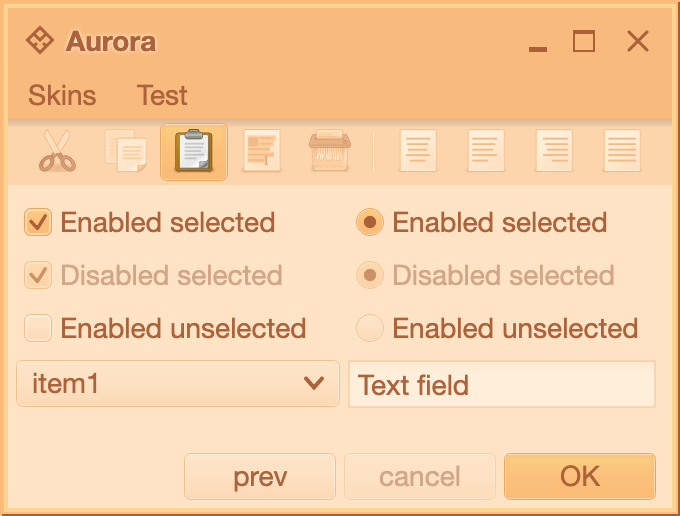 Aurora
Skins Test
Enabled selected Enabled selected
Disabled selected Disabled selected
Enabled unselected Enabled unselected
item1 Text field
prev cancel OK